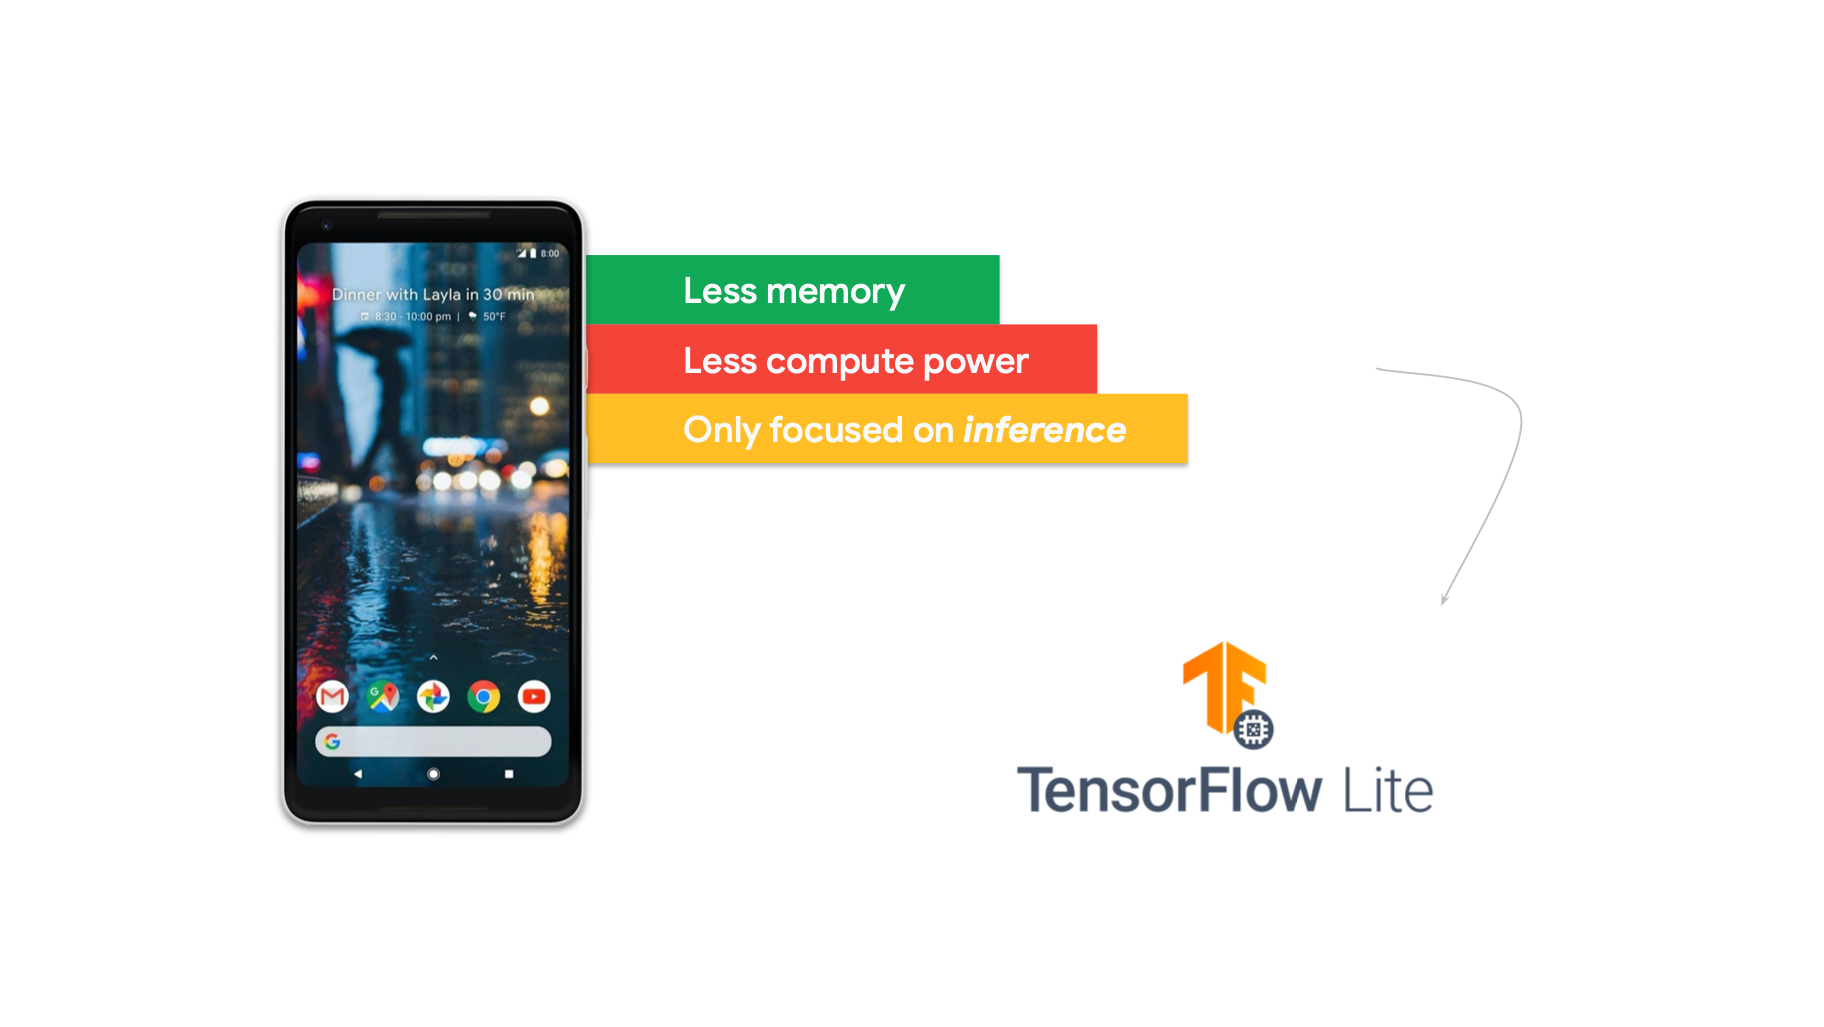 8:00
Dinner with Layla in 30 min
8:30 - 10:00 pm | 50°F
Less memory
Less compute power
Only focused on inference
TensorFlow Lite